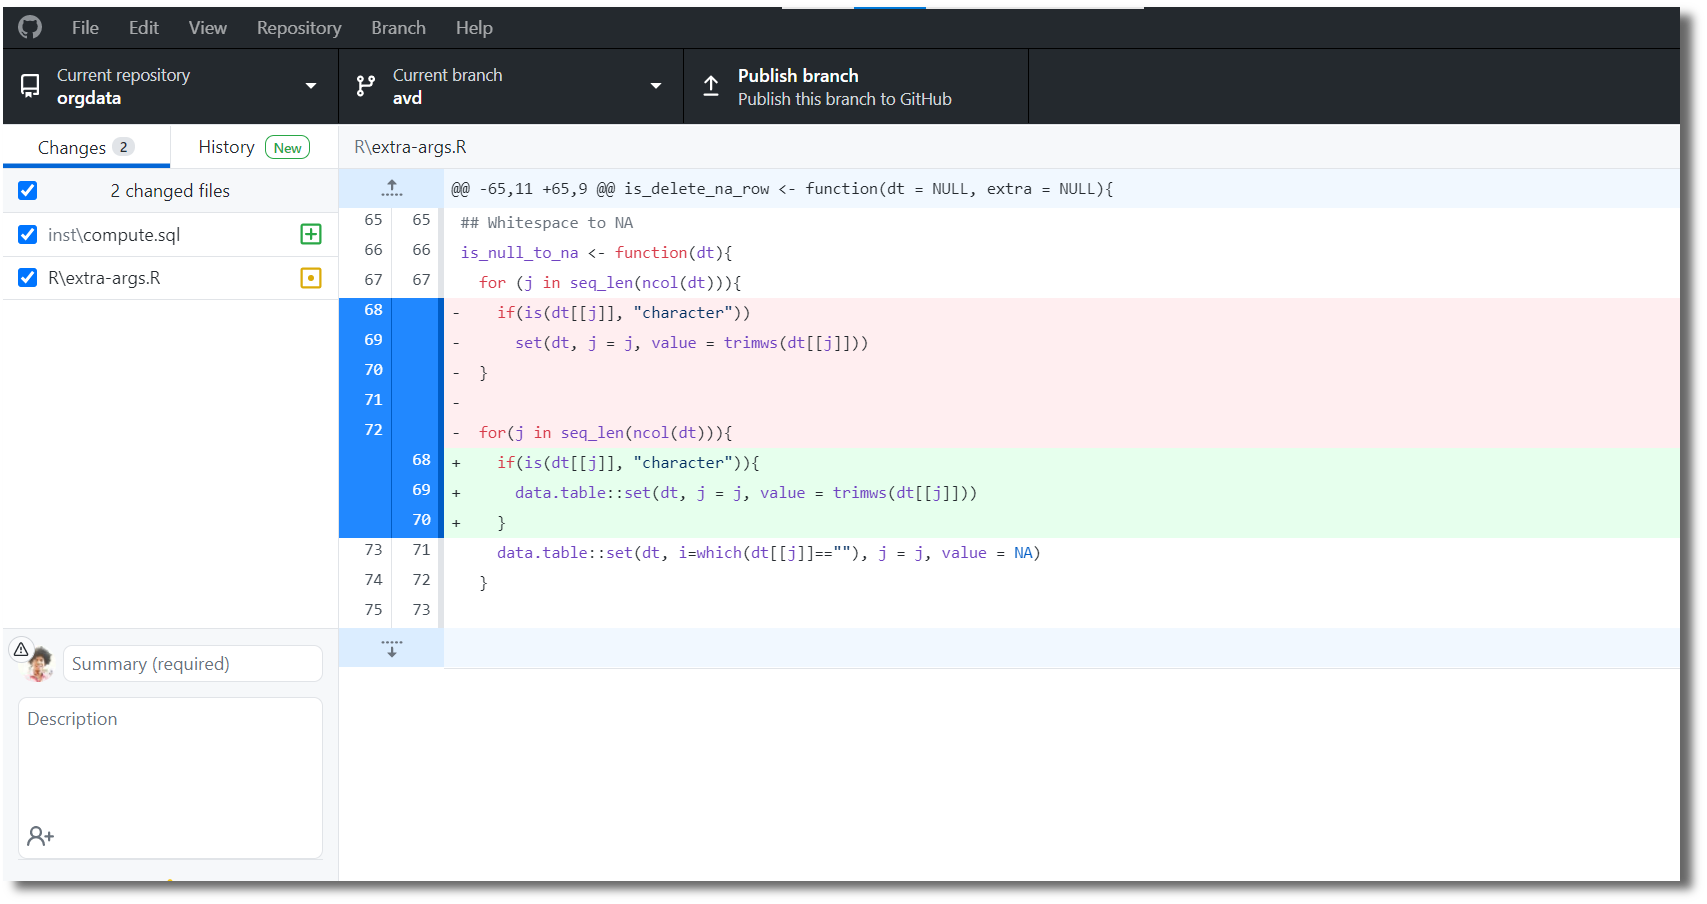 File Edit View Repository Branch Help
Current repository
orgdata
Current branch
avd
Publish branch
Publish this branch to GitHub
Changes 2
History New
R\extra-args.R
2 changed files
inst\compute.sql
R\extra-args.R
@@ -65,11 +65,9 @@ is_delete_na_row <- function(dt = NULL, extra = NULL){
65 65 ## Whitespace to NA
66 66 is_null_to_na <- function(dt){
67 67   for (j in seq_len(ncol(dt))){
68 -     if(is(dt[[j]], "character"))
69 -       set(dt, j = j, value = trimws(dt[[j]]))
70 -   }
71 -
72 -   for(j in seq_len(ncol(dt))){
68 +     if(is(dt[[j]], "character")){
69 +       data.table::set(dt, j = j, value = trimws(dt[[j]]))
70 +     }
73 71     data.table::set(dt, i=which(dt[[j]]==""), j = j, value = NA)
74 72   }
75 73
Summary (required)
Description